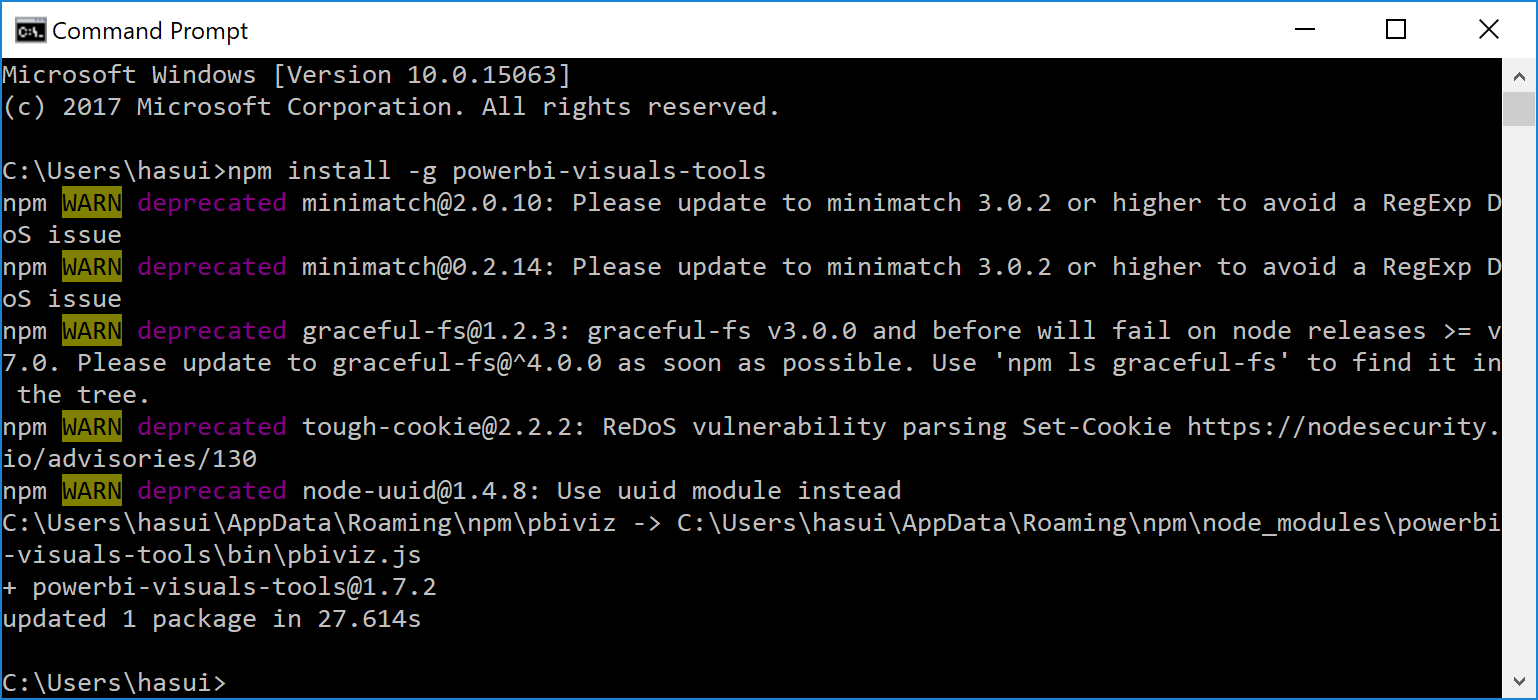 Command Prompt
Microsoft Windows [Version 10.0.15063]
(c) 2017 Microsoft Corporation. All rights reserved.
C:\Users\hasui>npm install -g powerbi-visuals-tools
npm WARN deprecated minimatch@2.0.10: Please update to minimatch 3.0.2 or higher to avoid a RegExp D
oS issue
npm WARN deprecated minimatch@0.2.14: Please update to minimatch 3.0.2 or higher to avoid a RegExp D
oS issue
npm WARN deprecated graceful-fs@1.2.3: graceful-fs v3.0.0 and before will fail on node releases >= v
7.0. Please update to graceful-fs@^4.0.0 as soon as possible. Use 'npm ls graceful-fs' to find it in
 the tree.
npm WARN deprecated tough-cookie@2.2.2: ReDoS vulnerability parsing Set-Cookie https://nodesecurity.
io/advisories/130
npm WARN deprecated node-uuid@1.4.8: Use uuid module instead
C:\Users\hasui\AppData\Roaming\npm\pbiviz -> C:\Users\hasui\AppData\Roaming\npm\node_modules\powerbi
-visuals-tools\bin\pbiviz.js
+ powerbi-visuals-tools@1.7.2
updated 1 package in 27.614s
C:\Users\hasui>